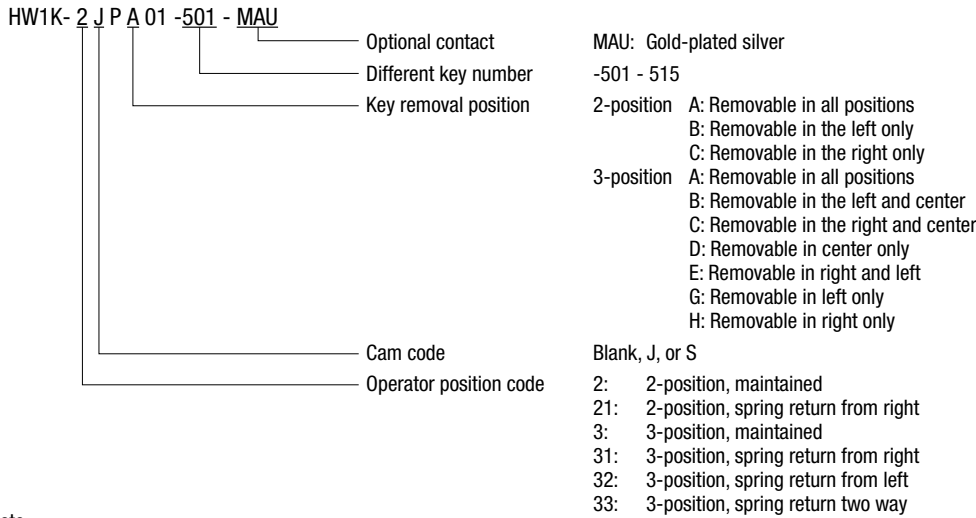 HW1K- 2 J P A 01 -501 - MAU
Optional contact MAU: Gold-plated silver
Different key number -501 - 515
Key removal position 2-position A: Removable in all positions
B: Removable in the left only
C: Removable in the right only
3-position A: Removable in all positions
B: Removable in the left and center
C: Removable in the right and center
D: Removable in center only
E: Removable in right and left
G: Removable in left only
H: Removable in right only
Cam code Blank, J, or S
Operator position code 2: 2-position, maintained
21: 2-position, spring return from right
3: 3-position, maintained
31: 3-position, spring return from right
32: 3-position, spring return from left
33: 3-position, spring return two way